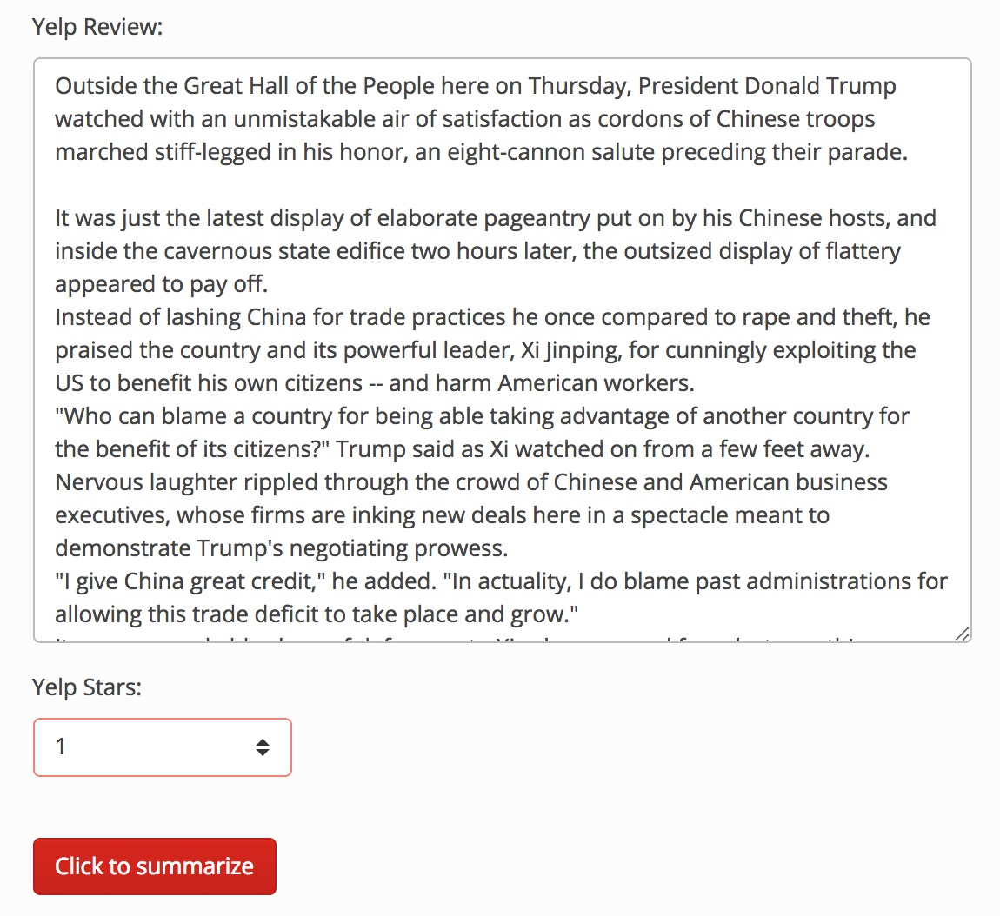 Yelp Review:
Outside the Great Hall of the People here on Thursday, President Donald Trump
watched with an unmistakable air of satisfaction as cordons of Chinese troops
marched stiff-legged in his honor, an eight-cannon salute preceding their parade.
It was just the latest display of elaborate pageantry put on by his Chinese hosts, and
inside the cavernous state edifice two hours later, the outsized display of flattery
appeared to pay off.
Instead of lashing China for trade practices he once compared to rape and theft, he
praised the country and its powerful leader, Xi Jinping, for cunningly exploiting the
US to benefit his own citizens -- and harm American workers.
"Who can blame a country for being able taking advantage of another country for
the benefit of its citizens?" Trump said as Xi watched on from a few feet away.
Nervous laughter rippled through the crowd of Chinese and American business
executives, whose firms are inking new deals here in a spectacle meant to
demonstrate Trump's negotiating prowess.
"I give China great credit," he added. "In actuality, I do blame past administrations for
allowing this trade deficit to take place and grow."
Yelp Stars:
1
Click to summarize